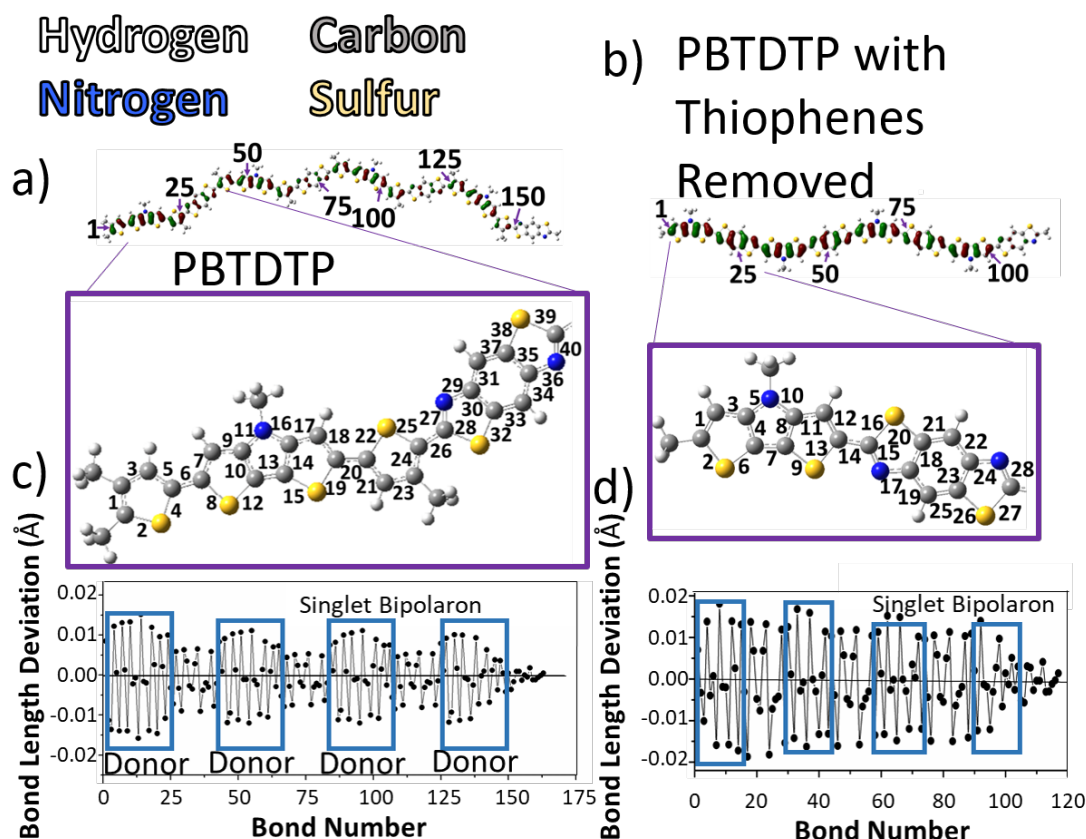 Hydrogen Carbon
Nitrogen Sulfur
b) PBTDTP with
Thiophenes
Removed
a)
1 25 50 75 100 125 150
1 25 50 75 100
PBTDTP
1 2 3 4 5 6 7 8 9 10 11 12 13 14 15 16 17 18 19 20 21 22 23 24 25 26 27 28 29 30 31 32 33 34 35 36 37 38 39 40
1 2 3 4 5 6 7 8 9 10 11 12 13 14 15 16 17 18 19 20 21 22 23 24 25 26 27 28
c)
Bond Length Deviation (Å)
0.02
0.01
0.00
-0.01
-0.02
Singlet Bipolaron
Donor Donor Donor Donor
0 25 50 75 100 125 150 175
Bond Number
d)
Bond Length Deviation (Å)
0.02
0.01
0.00
-0.01
-0.02
Singlet Bipolaron
0 20 40 60 80 100 120
Bond Number